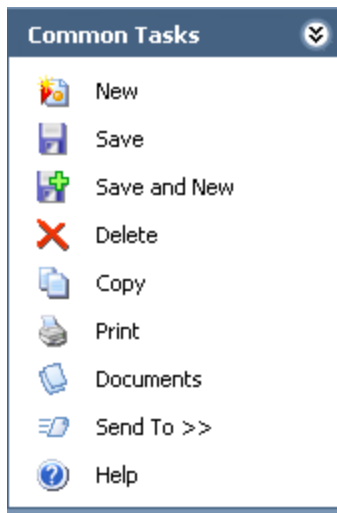 Common Tasks
New
Save
Save and New
Delete
Copy
Print
Documents
Send To >>
Help